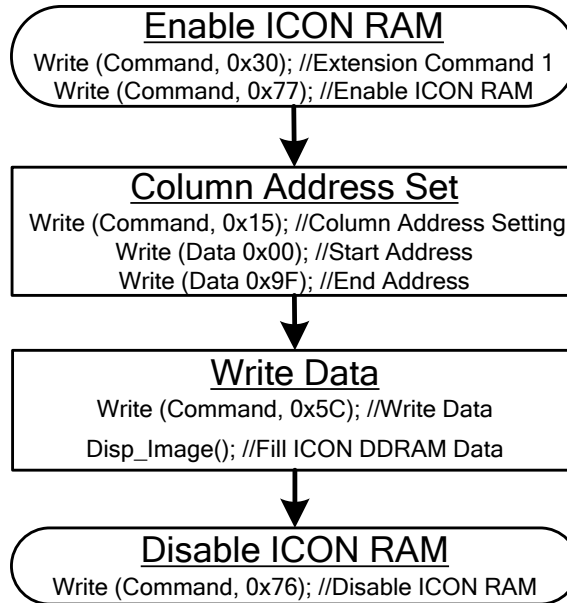 Enable ICON RAM
Write (Command, 0x30); //Extension Command 1
Write (Command, 0x77); //Enable ICON RAM
Column Address Set
Write (Command, 0x15); //Column Address Setting
Write (Data 0x00); //Start Address
Write (Data 0x9F); //End Address
Write Data
Write (Command, 0x5C); //Write Data
Disp_Image(); //Fill ICON DDRAM Data
Disable ICON RAM
Write (Command, 0x76); //Disable ICON RAM